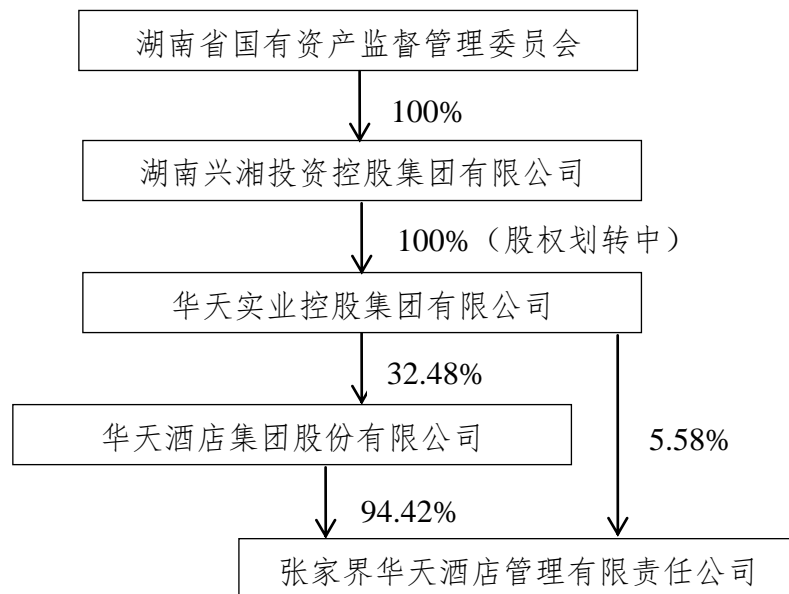 湖南省国有资产监督管理委员会
100%
湖南兴湘投资控股集团有限公司
100%（股权划转中）
华天实业控股集团有限公司
32.48%
华天酒店集团股份有限公司
5.58%
94.42%
张家界华天酒店管理有限责任公司